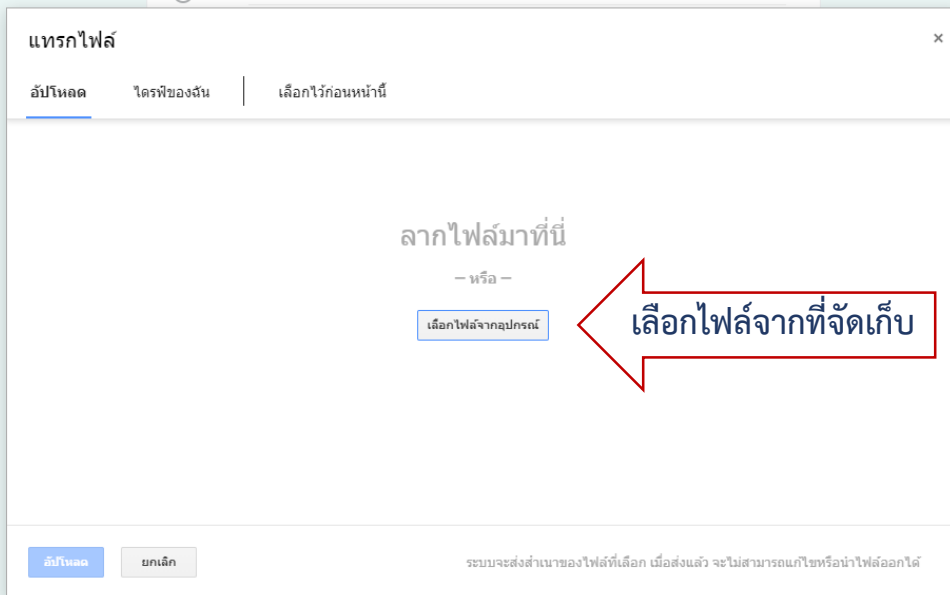 แทรกไฟล์
×
อัปโหลด ไดรฟ์ของฉัน เลือกไว้ก่อนหน้านี้
ลากไฟล์มาที่นี่
– หรือ –
เลือกไฟล์จากอุปกรณ์
เลือกไฟล์จากที่จัดเก็บ
อัปโหลด ยกเลิก ระบบจะส่งสำเนาของไฟล์ที่เลือก เมื่อส่งแล้ว จะไม่สามารถแก้ไขหรือนำไฟล์ออกได้